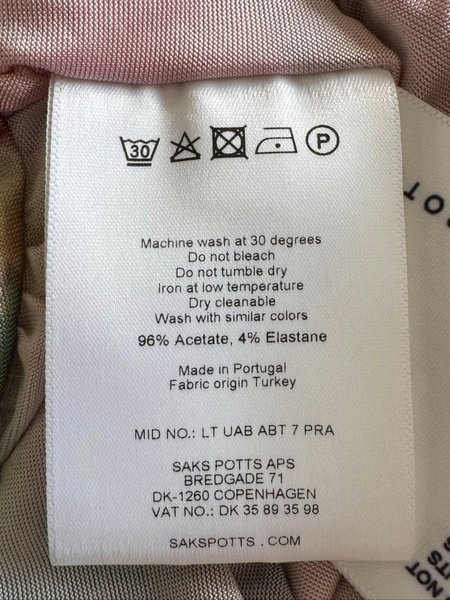 30
P
Machine wash at 30 degrees
Do not bleach
Do not tumble dry
Iron at low temperature
Dry cleanable
Wash with similar colors
96% Acetate, 4% Elastane
Made in Portugal
Fabric origin Turkey
MID NO.: LT UAB ABT 7 PRA
SAKS POTTS APS
BREDGADE 71
DK-1260 COPENHAGEN
VAT NO.: DK 35 89 35 98
SAKSPOTTS . COM
NOT